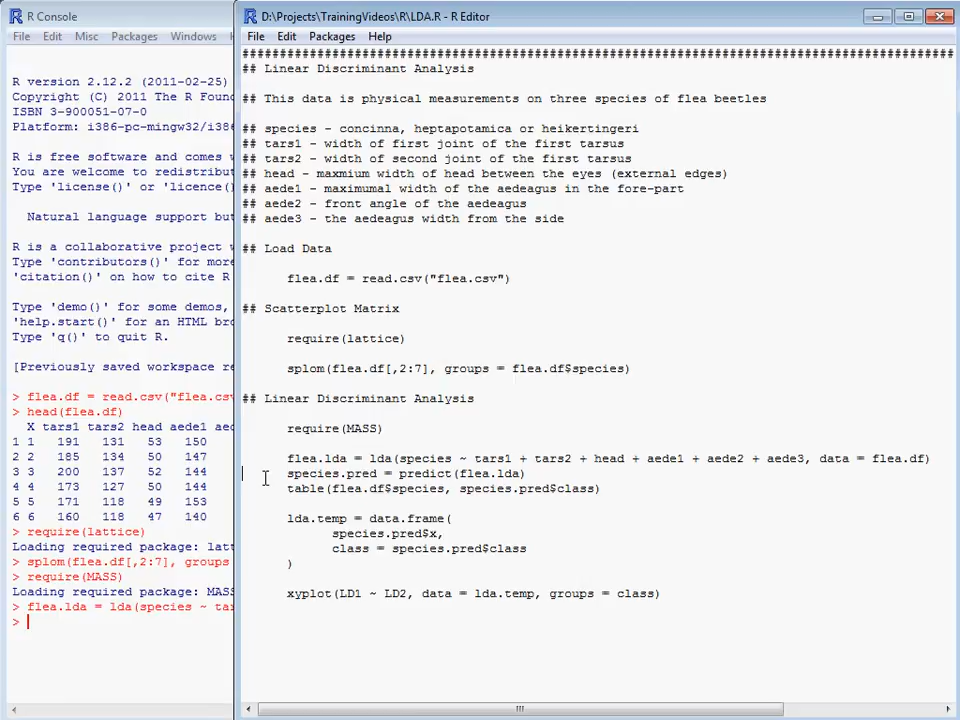 R Console
File Edit Misc Packages Windows
R version 2.12.2 (2011-02-25)
Copyright (C) 2011 The R Foun
ISBN 3-900051-07-0
Platform: i386-pc-mingw32/i386
R is free software and comes w
You are welcome to redistribut
Type 'license()' or 'licence()
Natural language support but
R is a collaborative project w
Type 'contributors()' for more
'citation()' on how to cite R
Type 'demo()' for some demos,
'help.start()' for an HTML bro
Type 'q()' to quit R.
[Previously saved workspace re
> flea.df = read.csv("flea.csv
> head(flea.df)
X tars1 tars2 head aede1 aed
1 1 191 131 53 150
2 2 185 134 50 147
3 3 200 137 52 144
4 4 173 127 50 144
5 5 171 118 49 153
6 6 160 118 47 140
> require(lattice)
Loading required package: latt
> splom(flea.df[,2:7], groups
> require(MASS)
Loading required package: MASS
> flea.lda = lda(species ~ tar
>
D:\Projects\TrainingVideos\R\LDA.R - R Editor
File Edit Packages Help
###############################################################################################
## Linear Discriminant Analysis
## This data is physical measurements on three species of flea beetles
## species - concinna, heptapotamica or heikertingeri
## tars1 - width of first joint of the first tarsus
## tars2 - width of second joint of the first tarsus
## head - maxmium width of head between the eyes (external edges)
## aede1 - maximumal width of the aedeagus in the fore-part
## aede2 - front angle of the aedeagus
## aede3 - the aedeagus width from the side
## Load Data
flea.df = read.csv("flea.csv")
## Scatterplot Matrix
require(lattice)
splom(flea.df[,2:7], groups = flea.df$species)
## Linear Discriminant Analysis
require(MASS)
flea.lda = lda(species ~ tars1 + tars2 + head + aede1 + aede2 + aede3, data = flea.df)
species.pred = predict(flea.lda)
table(flea.df$species, species.pred$class)
lda.temp = data.frame(
species.pred$x,
class = species.pred$class
)
xyplot(LD1 ~ LD2, data = lda.temp, groups = class)